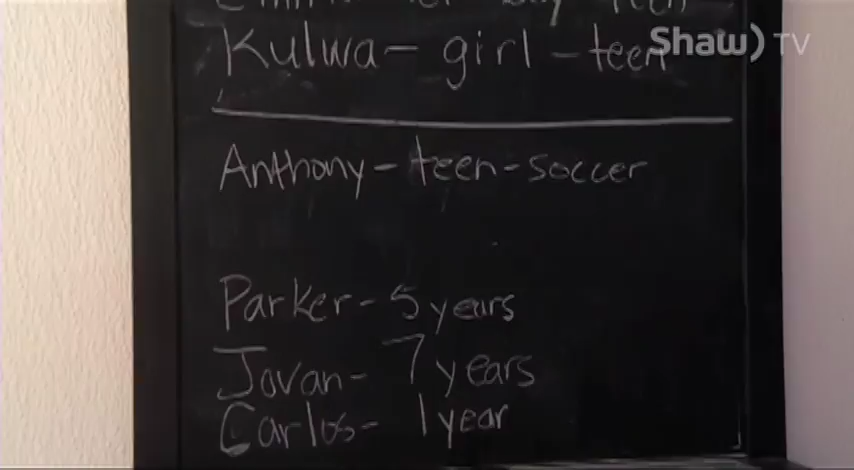 Kulwa - girl - teen
Shaw) TV
Anthony - teen - soccer
Parker - 5 years
Jovan - 7 years
Carlos - 1 year